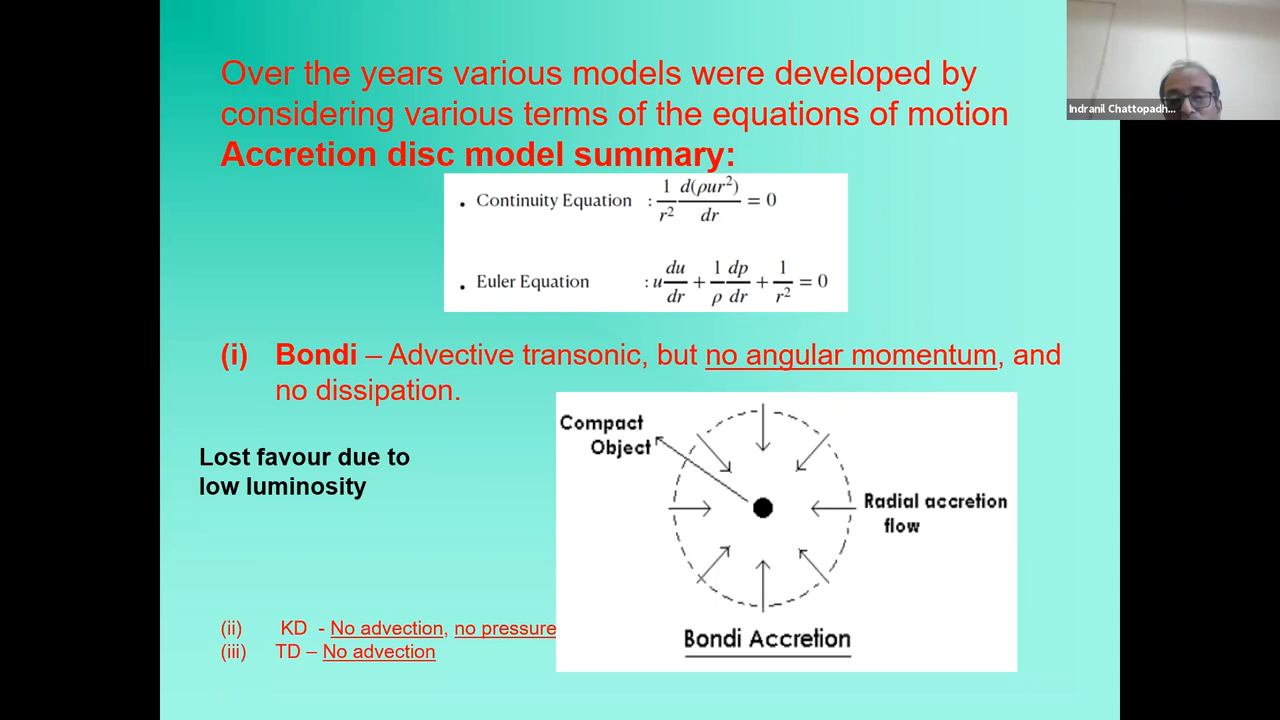 Over the years various models were developed by
considering various terms of the equations of motion
Accretion disc model summary:
• Continuity Equation : 1/r² d(ρur²)/dr = 0
• Euler Equation : u du/dr + 1/ρ dp/dr + 1/r² = 0
(i) Bondi – Advective transonic, but no angular momentum, and
no dissipation.
Lost favour due to
low luminosity
Compact
Object
Radial accretion
flow
Bondi Accretion
(ii) KD - No advection, no pressure
(iii) TD – No advection
Indranil Chattopadh...